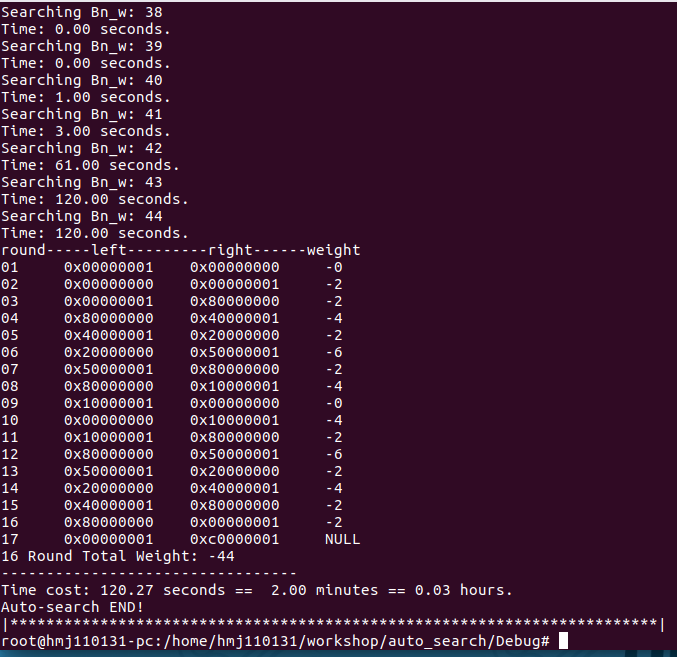 Searching Bn_w: 38
Time: 0.00 seconds.
Searching Bn_w: 39
Time: 0.00 seconds.
Searching Bn_w: 40
Time: 1.00 seconds.
Searching Bn_w: 41
Time: 3.00 seconds.
Searching Bn_w: 42
Time: 61.00 seconds.
Searching Bn_w: 43
Time: 120.00 seconds.
Searching Bn_w: 44
Time: 120.00 seconds.
round-----left---------right------weight
01     0x00000001    0x00000000     -0
02     0x00000000    0x00000001     -2
03     0x00000001    0x80000000     -2
04     0x80000000    0x40000001     -4
05     0x40000001    0x20000000     -2
06     0x20000000    0x50000001     -6
07     0x50000001    0x80000000     -2
08     0x80000000    0x10000001     -4
09     0x10000001    0x00000000     -0
10     0x00000000    0x10000001     -4
11     0x10000001    0x80000000     -2
12     0x80000000    0x50000001     -6
13     0x50000001    0x20000000     -2
14     0x20000000    0x40000001     -4
15     0x40000001    0x80000000     -2
16     0x80000000    0x00000001     -2
17     0x00000001    0xc0000001     NULL
16 Round Total Weight: -44
---------------------------------
Time cost: 120.27 seconds ==  2.00 minutes == 0.03 hours.
Auto-search END!
|************************************************************************|
root@hmj110131-pc:/home/hmj110131/workshop/auto_search/Debug#